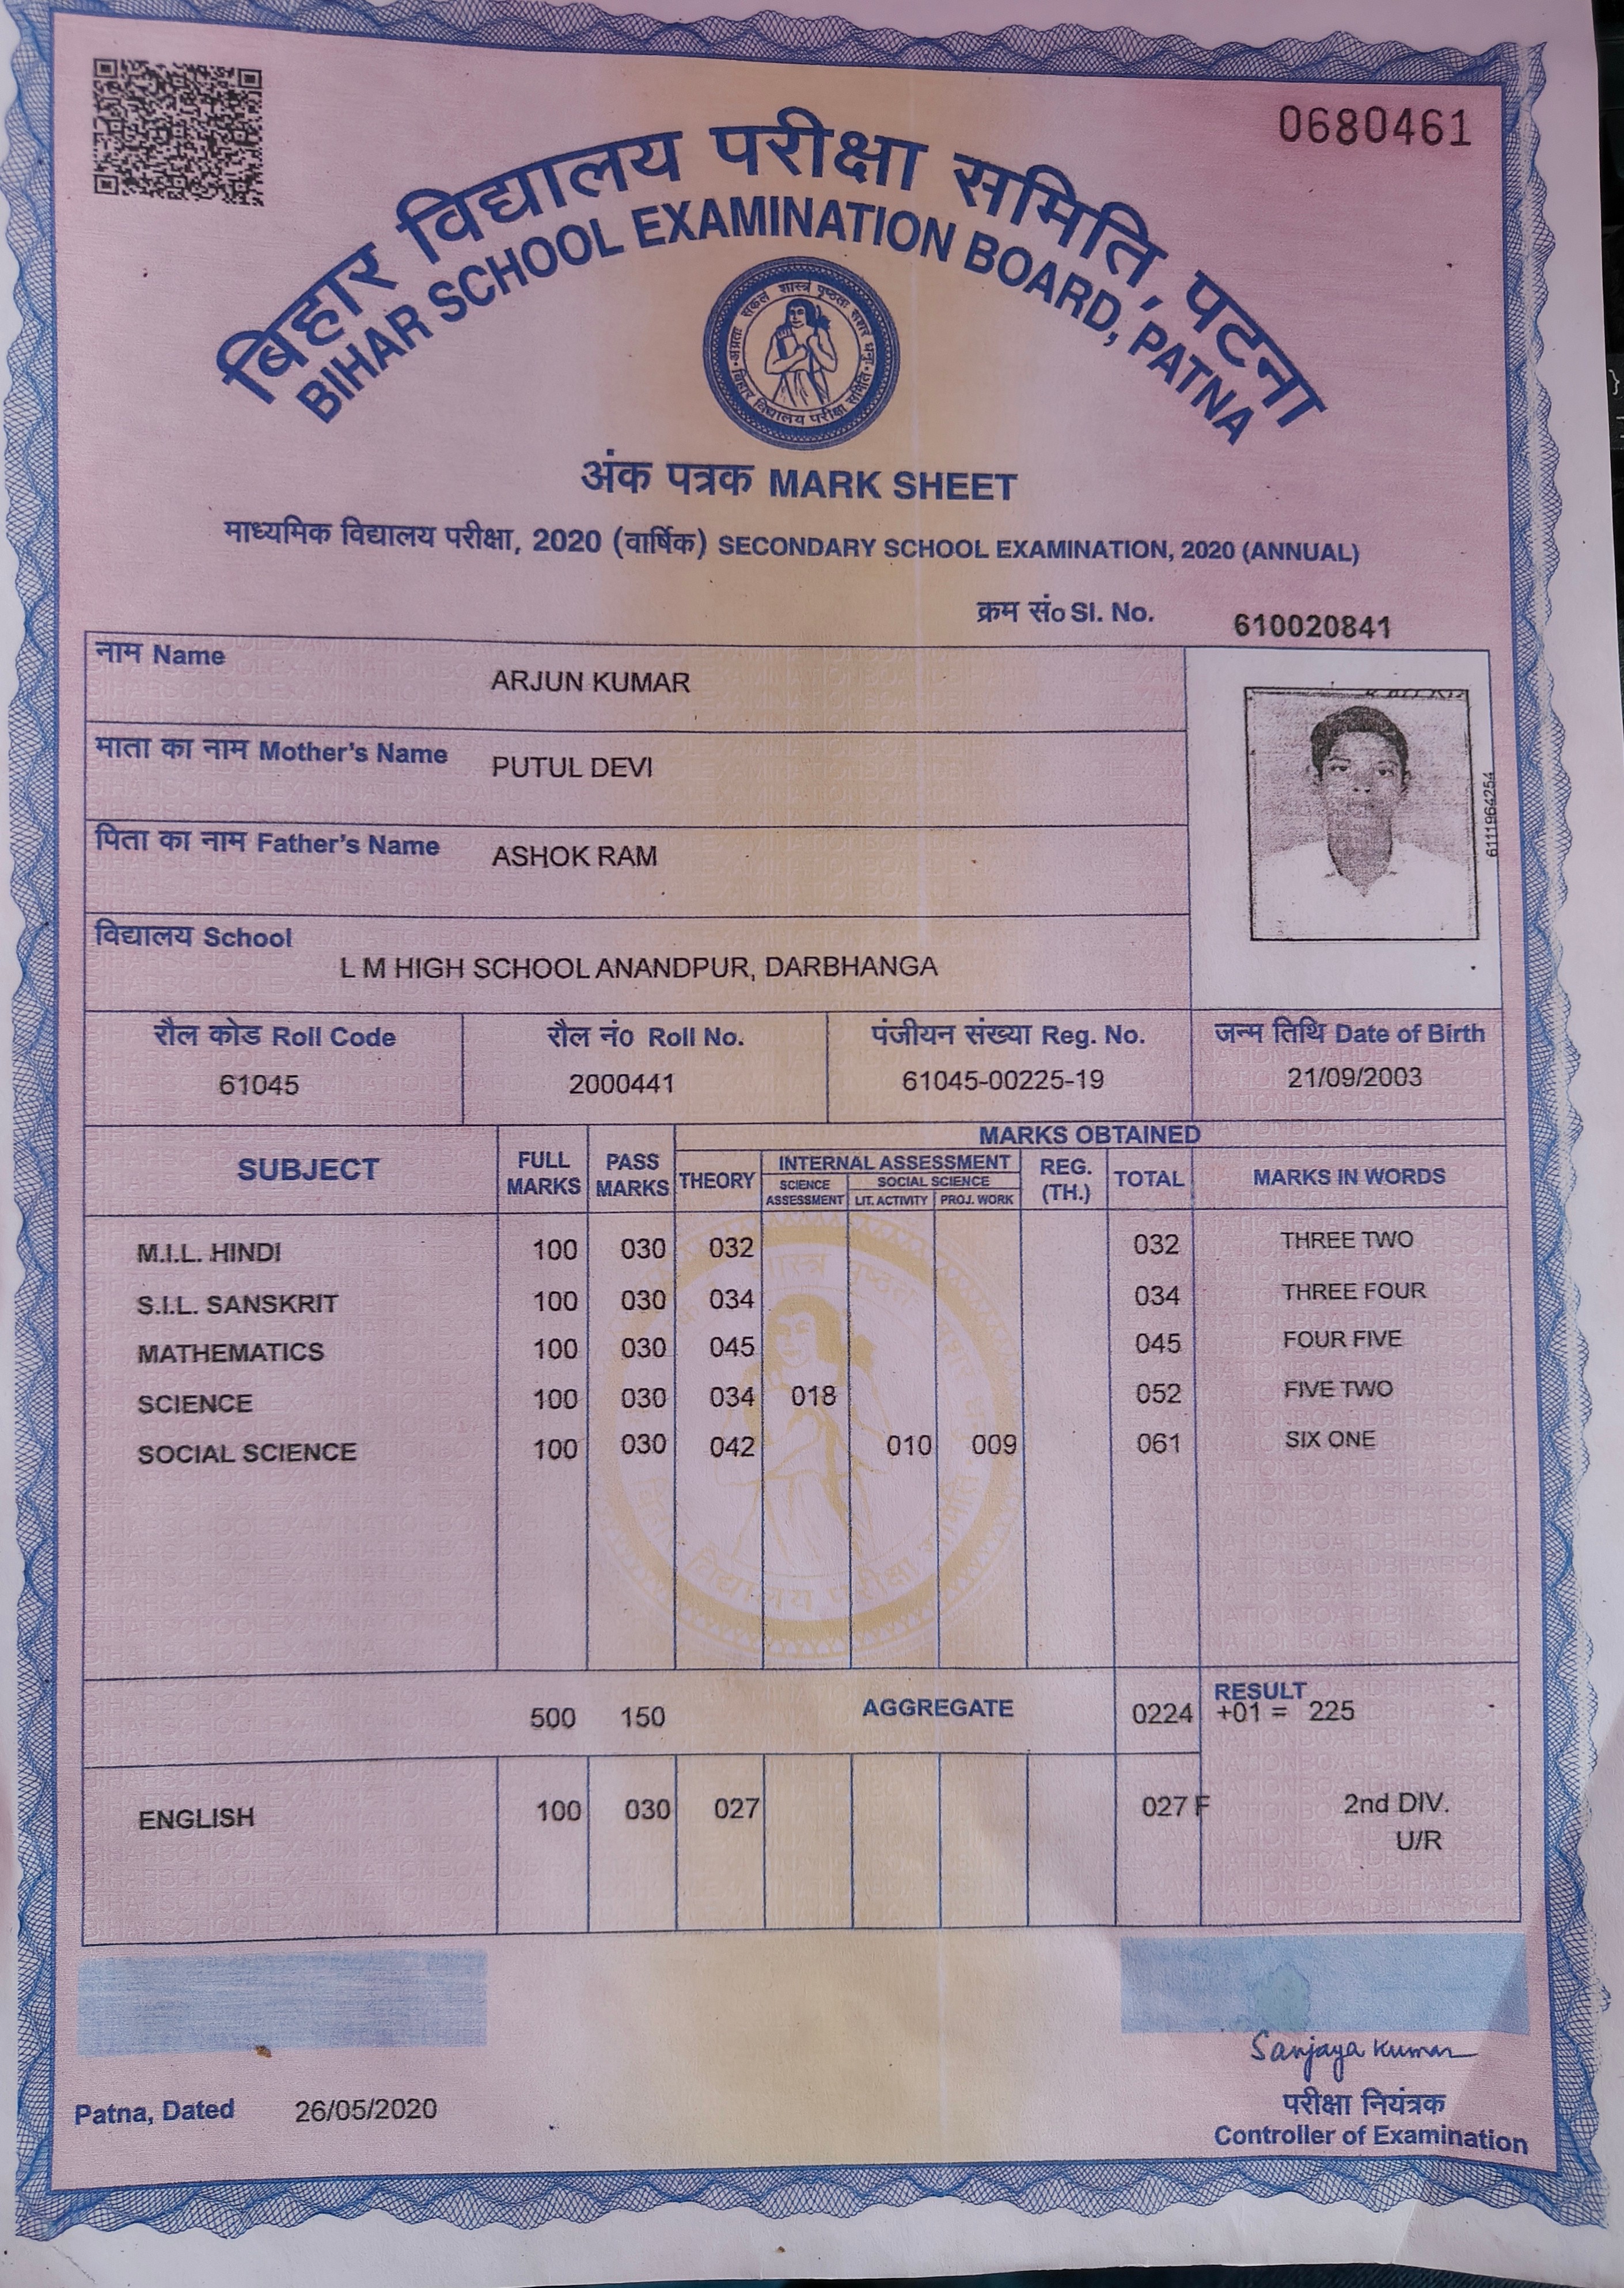 0680461
बिहार विद्यालय परीक्षा समिति, पटना
BIHAR SCHOOL EXAMINATION BOARD, PATNA
बिहार विद्यालय परीक्षा समिति
अंक पत्रक MARK SHEET
माध्यमिक विद्यालय परीक्षा, 2020 (वार्षिक) SECONDARY SCHOOL EXAMINATION, 2020 (ANNUAL)
क्रम सं० Sl. No. 610020841
नाम Name ARJUN KUMAR
माता का नाम Mother's Name PUTUL DEVI
पिता का नाम Father's Name ASHOK RAM
6111964254
विद्यालय School
L M HIGH SCHOOL ANANDPUR, DARBHANGA
रौल कोड Roll Code रौल नं० Roll No. पंजीयन संख्या Reg. No. जन्म तिथि Date of Birth
61045 2000441 61045-00225-19 21/09/2003
MARKS OBTAINED
SUBJECT FULL MARKS PASS MARKS THEORY INTERNAL ASSESSMENT REG. (TH.) TOTAL MARKS IN WORDS
SCIENCE ASSESSMENT SOCIAL SCIENCE
LIT. ACTIVITY PROJ. WORK
M.I.L. HINDI 100 030 032 032 THREE TWO
S.I.L. SANSKRIT 100 030 034 034 THREE FOUR
MATHEMATICS 100 030 045 045 FOUR FIVE
SCIENCE 100 030 034 018 052 FIVE TWO
SOCIAL SCIENCE 100 030 042 010 009 061 SIX ONE
RESULT
500 150 AGGREGATE 0224 +01 = 225
ENGLISH 100 030 027 027 F 2nd DIV.
U/R
Sanjaya Kumar
Patna, Dated 26/05/2020
परीक्षा नियंत्रक
Controller of Examination